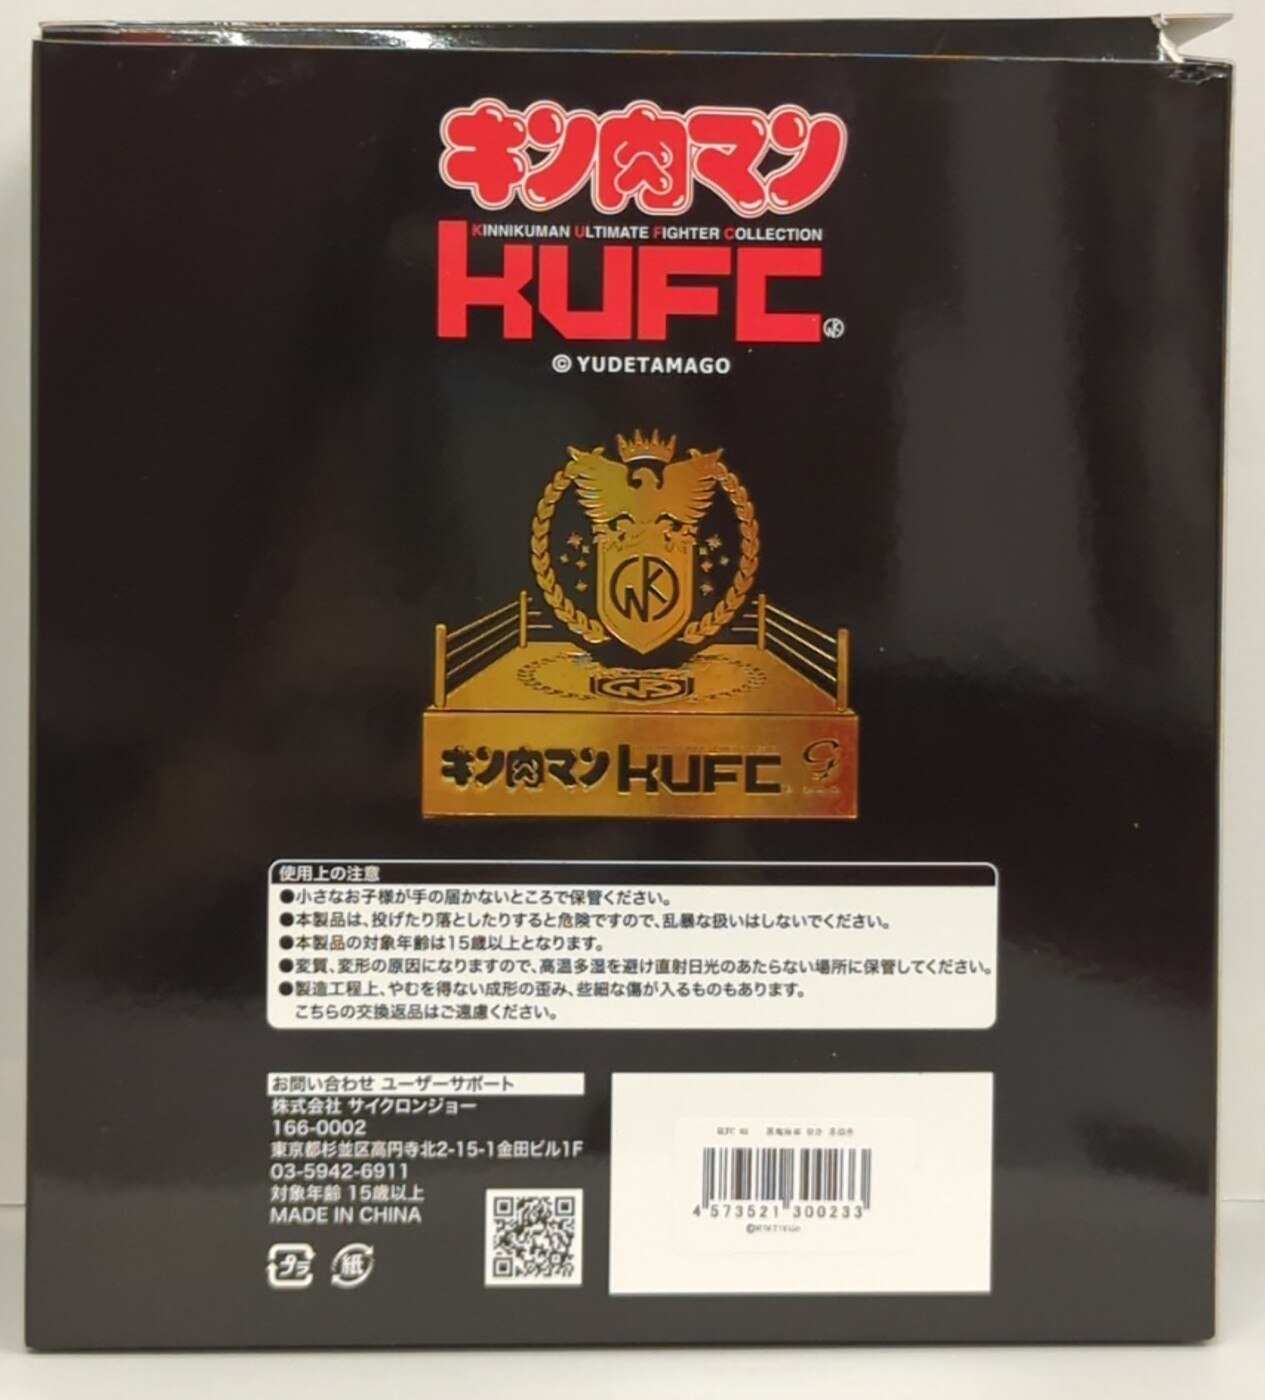 キン肉マン
KINNIKUMAN ULTIMATE FIGHTER COLLECTION
KUFC
© YUDETAMAGO
キン肉マン KUFC
使用上の注意
●小さなお子様が手の届かないところで保管ください。
●本製品は、投げたり落としたりすると危険ですので、乱暴な扱いはしないでください。
●本製品の対象年齢は15歳以上となります。
●変質、変形の原因になりますので、高温多湿を避け直射日光のあたらない場所に保管してください。
●製造工程上、やむを得ない成形の歪み、些細な傷が入るものもあります。
こちらの交換返品はご遠慮ください。
お問い合わせ ユーザーサポート
株式会社 サイクロンジョー
166-0002
東京都杉並区高円寺北2-15-1金田ビル1F
03-5942-6911
対象年齢 15歳以上
MADE IN CHINA
プラ
紙
4 573521 300233